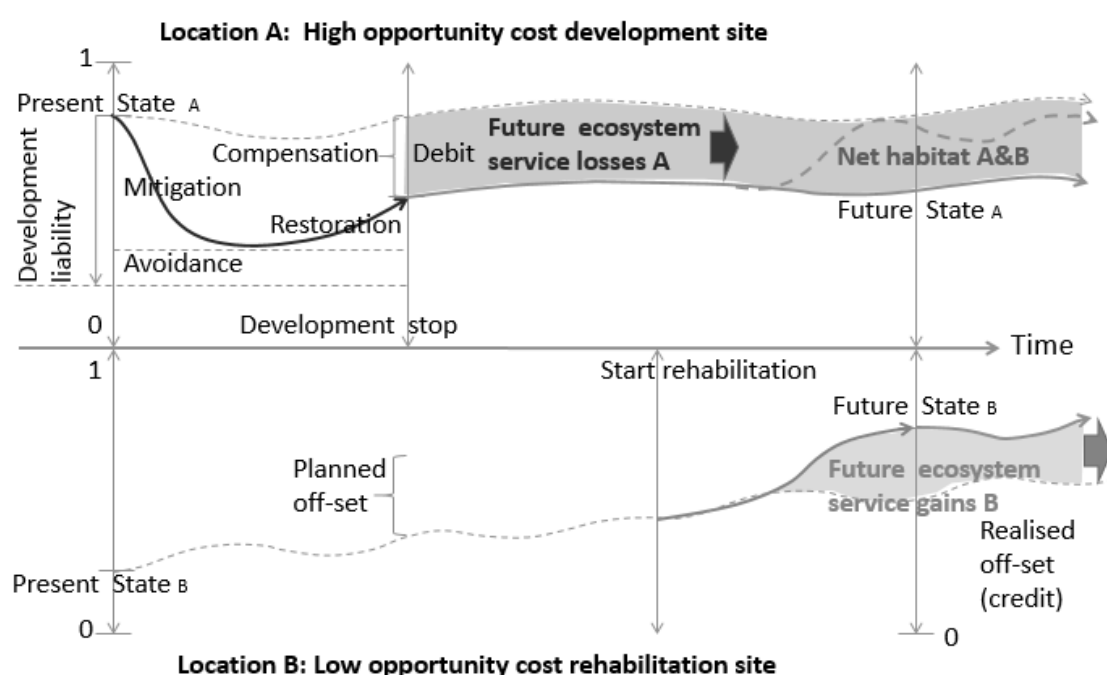 Location A: High opportunity cost development site
1
Present State A
Compensation
Debit
Future ecosystem
service losses A
Net habitat A&B
Mitigation
Restoration
Future State A
Development
liability
Avoidance
0
Development stop
Time
1
Start rehabilitation
Future State B
Planned
off-set
Future ecosystem
service gains B
Realised
off-set
(credit)
Present State B
0
0
Location B: Low opportunity cost rehabilitation site